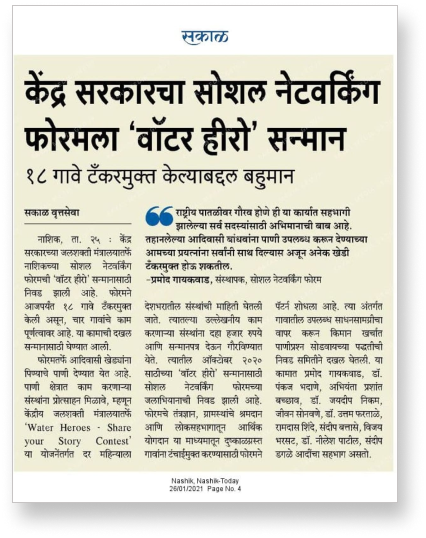 सकाळ
केंद्र सरकारचा सोशल नेटवर्किंग
फोरमला ‘वॉटर हीरो’ सन्मान
१८ गावे टँकरमुक्त केल्याबद्दल बहुमान
सकाळ वृत्तसेवा
नाशिक, ता. २५ : केंद्र
सरकारच्या जलशक्ती मंत्रालयातर्फे
नाशिकच्या सोशल नेटवर्किंग
फोरमची ‘वॉटर हीरो’ सन्मानासाठी
निवड झाली आहे. फोरमने
आजपर्यंत १८ गावे टँकरमुक्त
केली असून, चार गावांचे काम
पूर्णत्वावर आहे. या कामाची दखल
सन्मानासाठी घेण्यात आली.
फोरमतर्फे आदिवासी खेड्यांना
पिण्याचे पाणी देण्यात येत आहे.
पाणी क्षेत्रात काम करणाऱ्या
संस्थांना प्रोत्साहन मिळावे, म्हणून
केंद्रीय जलशक्ती मंत्रालयातर्फे
‘Water Heroes - Share
your Story Contest’
या योजनेंतर्गत दर महिन्याला
❝ राष्ट्रीय पातळीवर गौरव होणे ही या कार्यात सहभागी
झालेल्या सर्व सदस्यांसाठी अभिमानाची बाब आहे.
तहानलेल्या आदिवासी बांधवांना पाणी उपलब्ध करून देण्याच्या
आमच्या प्रयत्नांना सर्वांनी साथ दिल्यास अजून अनेक खेडी
टँकरमुक्त होऊ शकतील.
-प्रमोद गायकवाड, संस्थापक, सोशल नेटवर्किंग फोरम
देशभरातील संस्थांची माहिती घेतली
जाते. त्यातल्या उल्लेखनीय काम
करणाऱ्या संस्थांना दहा हजार रुपये
आणि सन्मानपत्र देऊन गौरविण्यात
येते. त्यातील ऑक्टोबर २०२०
साठीच्या ‘वॉटर हीरो’ सन्मानासाठी
सोशल नेटवर्किंग फोरमच्या
जलाभियानाची निवड झाली आहे.
फोरमचे तंत्रज्ञान, ग्रामस्थांचे श्रमदान
आणि लोकसहभागातून आर्थिक
योगदान या माध्यमातून दुष्काळग्रस्त
गावांना टंचाईमुक्त करण्यासाठी फोरमने
पॅटर्न शोधला आहे. त्या अंतर्गत
गावातील उपलब्ध साधनसामग्रीचा
वापर करून किमान खर्चात
पाणीप्रश्न सोडवायच्या पद्धतीची
निवड समितीने दखल घेतली. या
कामात प्रमोद गायकवाड, डॉ.
पंकज भदाणे, अभियंता प्रशांत
बच्छाव, डॉ. जयदीप निकम,
जीवन सोनवणे, डॉ. उत्तम फरताळे,
रामदास शिंदे, संदीप बत्तासे, विजय
भरसट, डॉ. नीलेश पाटील, संदीप
डगळे आदींचा सहभाग असतो.
Nashik, Nashik-Today
26/01/2021 Page No. 4